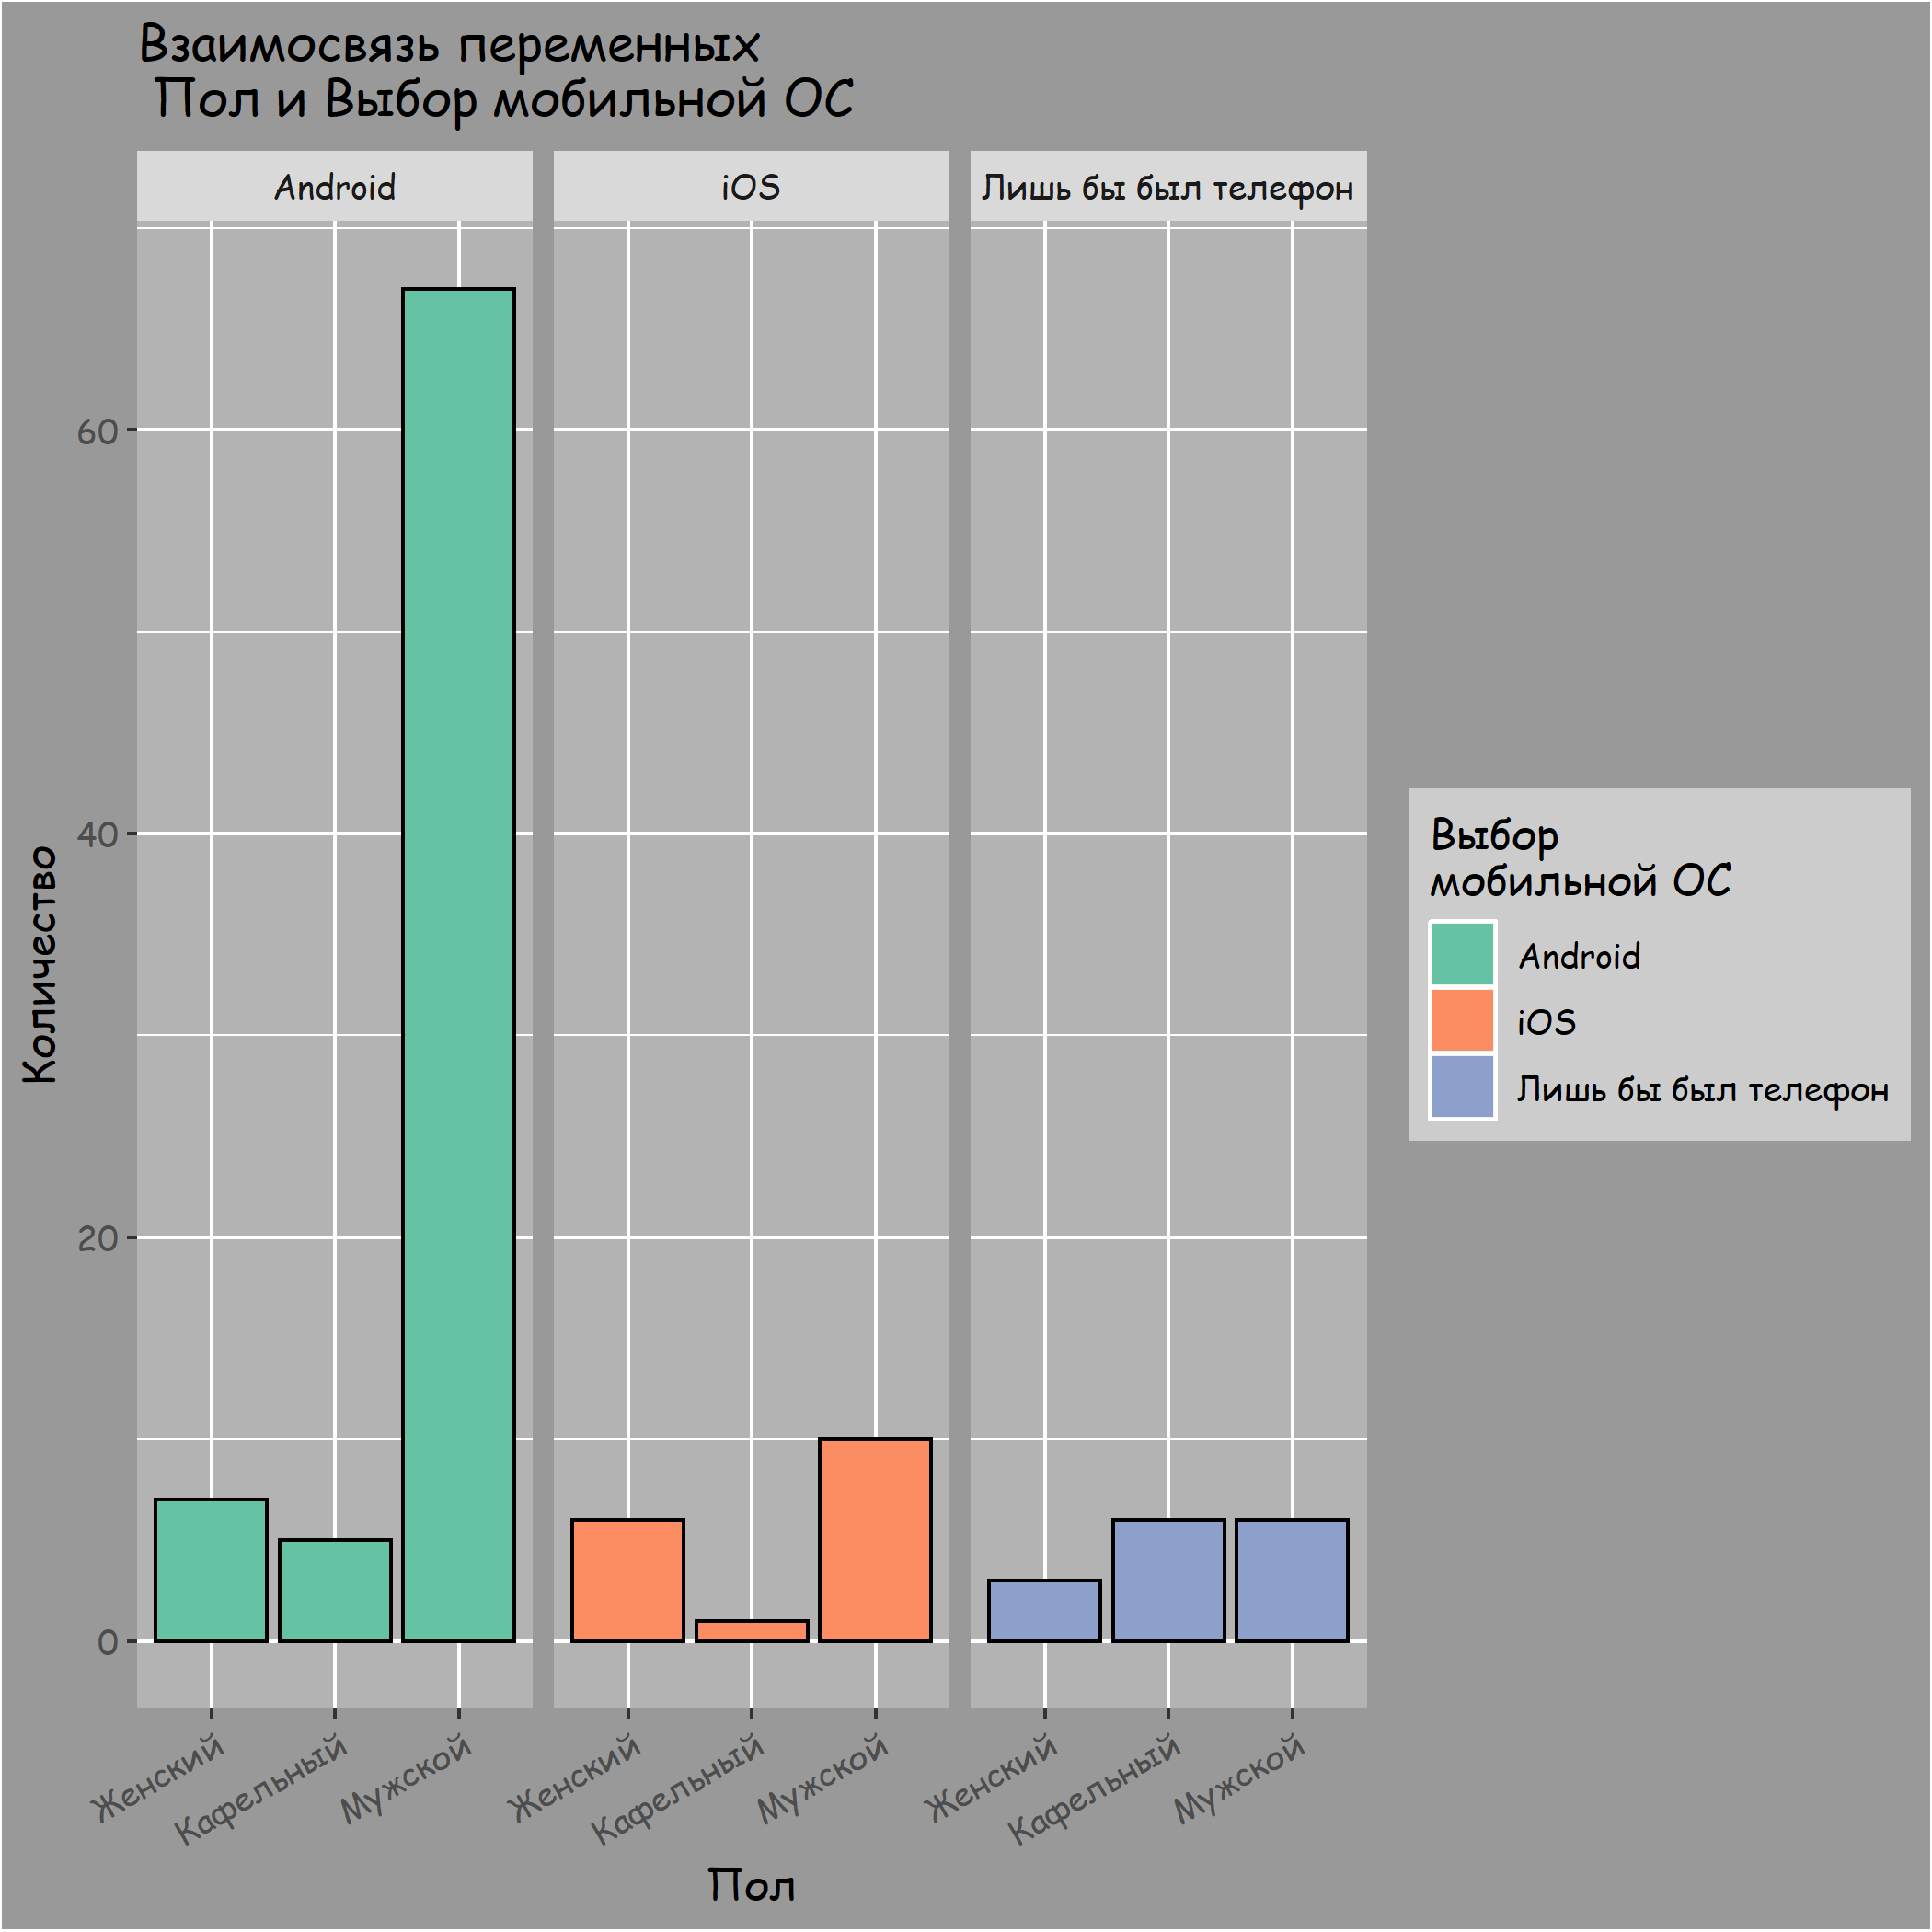 Взаимосвязь переменных
Пол и Выбор мобильной ОС
Android
iOS
Лишь бы был телефон
Количество
60
40
20
0
Женский
Кафельный
Мужской
Женский
Кафельный
Мужской
Женский
Кафельный
Мужской
Пол
Выбор
мобильной ОС
Android
iOS
Лишь бы был телефон